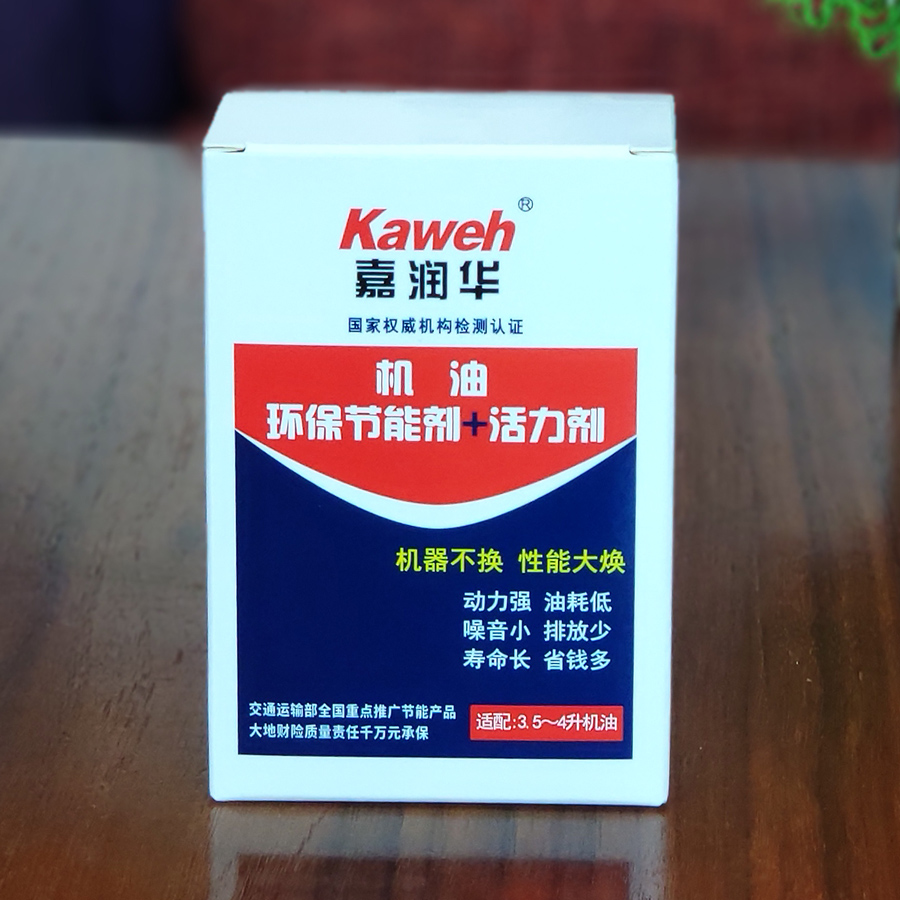 Kaweh®
嘉润华
国家权威机构检测认证
机 油
环保节能剂+活力剂
机器不换 性能大焕
动力强 油耗低
噪音小 排放少
寿命长 省钱多
交通运输部全国重点推广节能产品
大地财险质量责任千万元承保
适配:3.5~4升机油